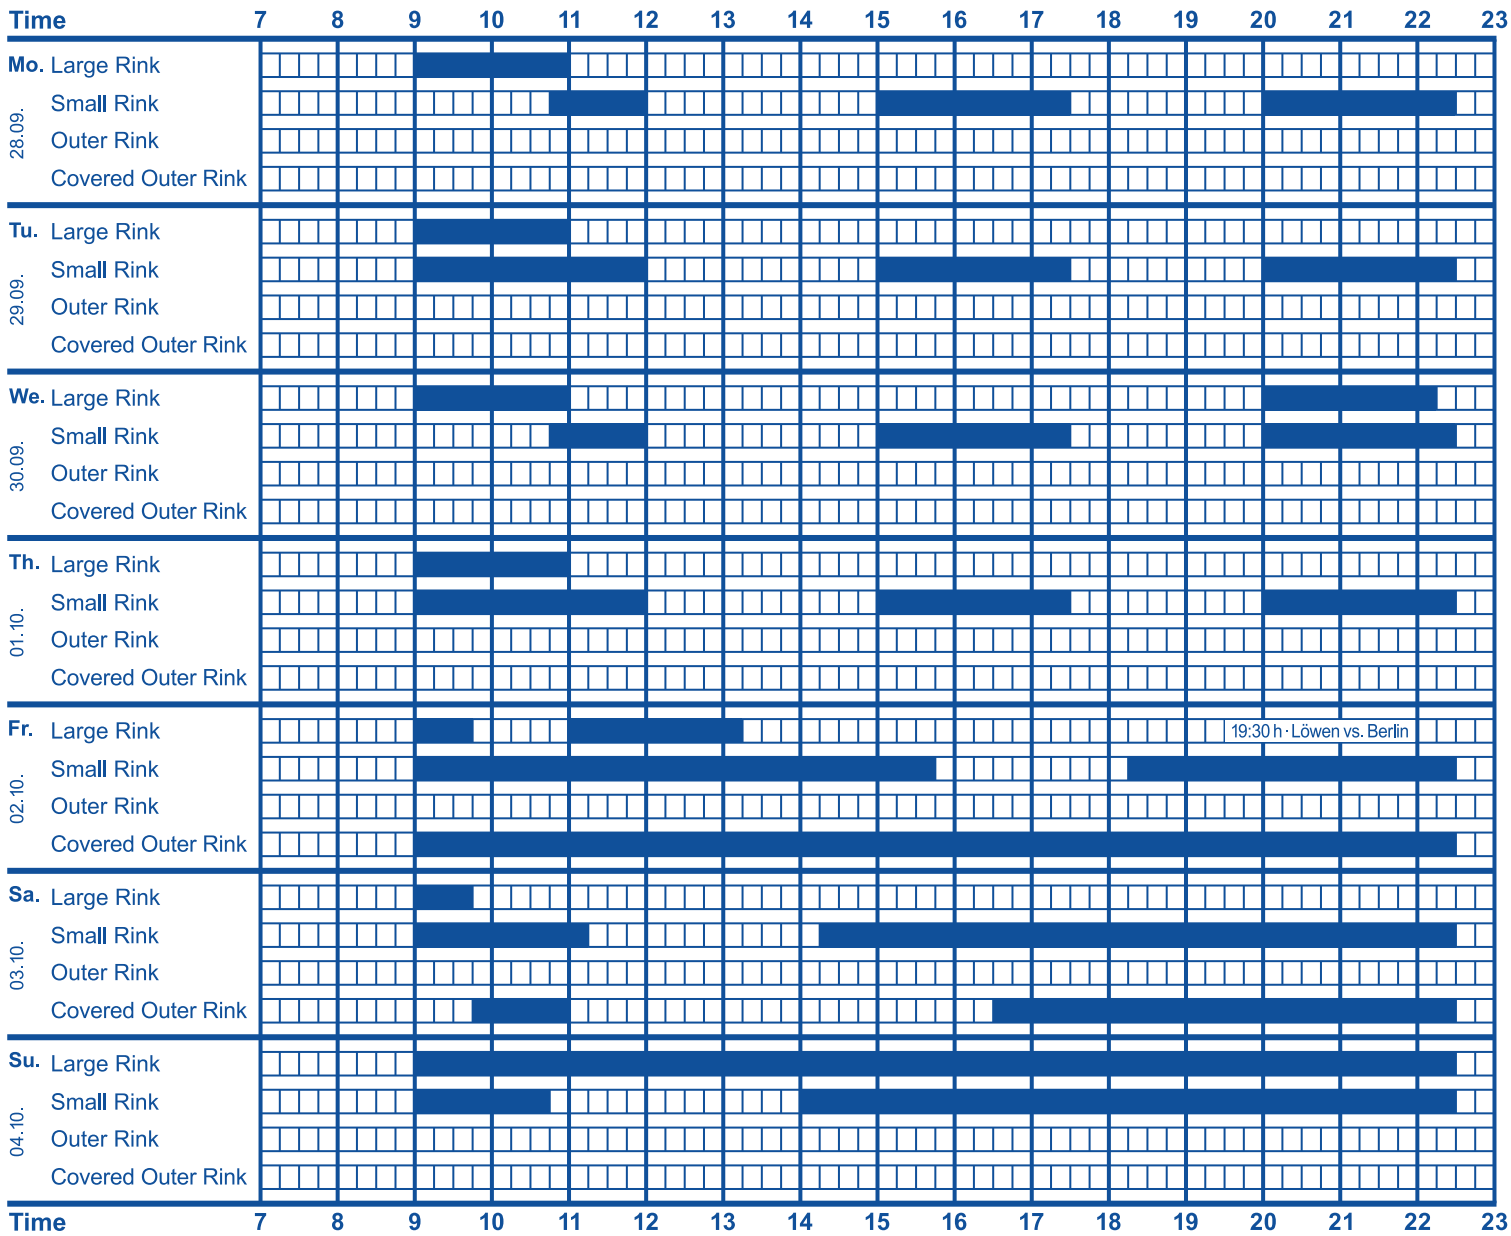 Time 7 8 9 10 11 12 13 14 15 16 17 18 19 20 21 22 23
Mo. Large Rink
Small Rink
28.09.
Outer Rink
Covered Outer Rink
Tu. Large Rink
Small Rink
29.09.
Outer Rink
Covered Outer Rink
We. Large Rink
Small Rink
30.09.
Outer Rink
Covered Outer Rink
Th. Large Rink
Small Rink
01.10.
Outer Rink
Covered Outer Rink
Fr. Large Rink 19:30 h · Löwen vs. Berlin
Small Rink
02.10.
Outer Rink
Covered Outer Rink
Sa. Large Rink
Small Rink
03.10.
Outer Rink
Covered Outer Rink
Su. Large Rink
Small Rink
04.10.
Outer Rink
Covered Outer Rink
Time 7 8 9 10 11 12 13 14 15 16 17 18 19 20 21 22 23